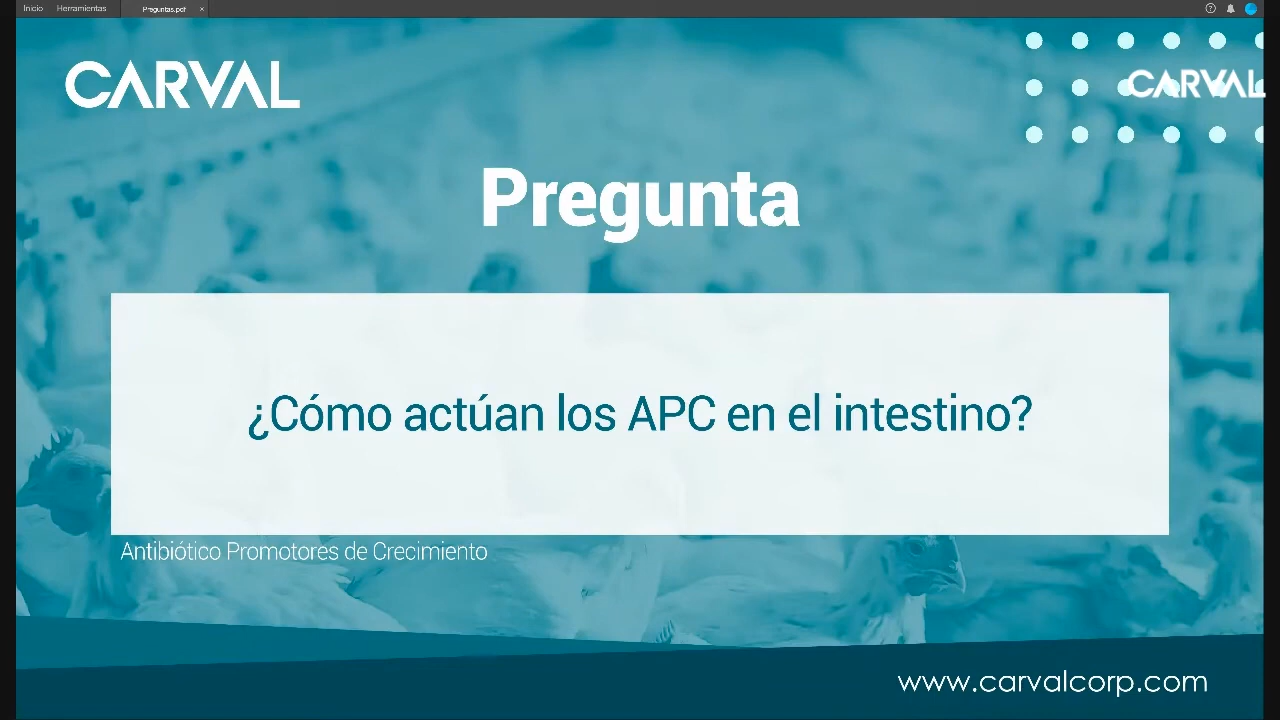 Inicio Herramientas Preguntas.pdf ×
CARVAL
CARVAL
Pregunta
¿Cómo actúan los APC en el intestino?
Antibiótico Promotores de Crecimiento
www.carvalcorp.com